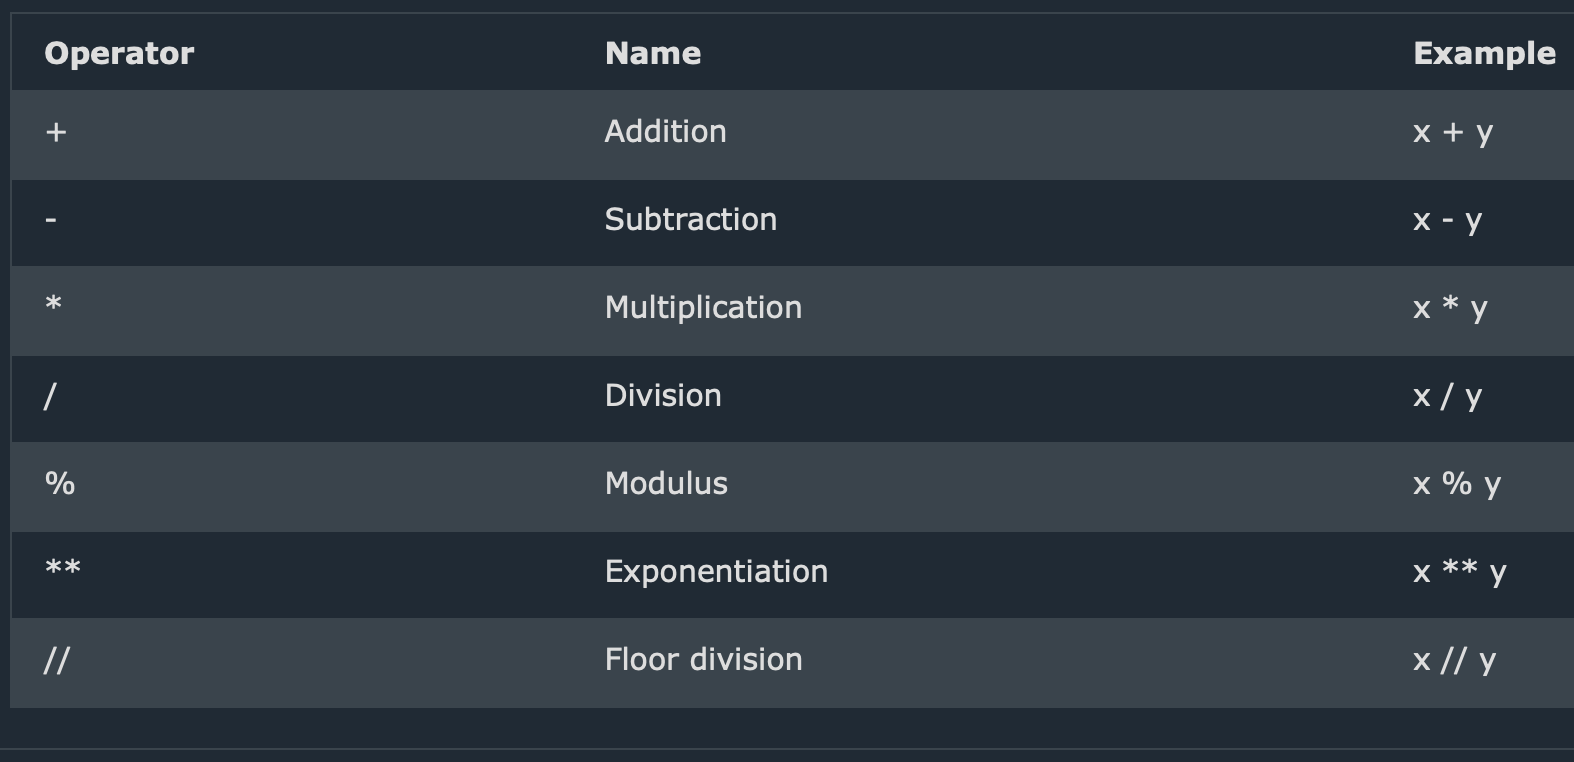 Operator Name Example
+ Addition x + y
- Subtraction x - y
* Multiplication x * y
/ Division x / y
% Modulus x % y
** Exponentiation x ** y
// Floor division x // y